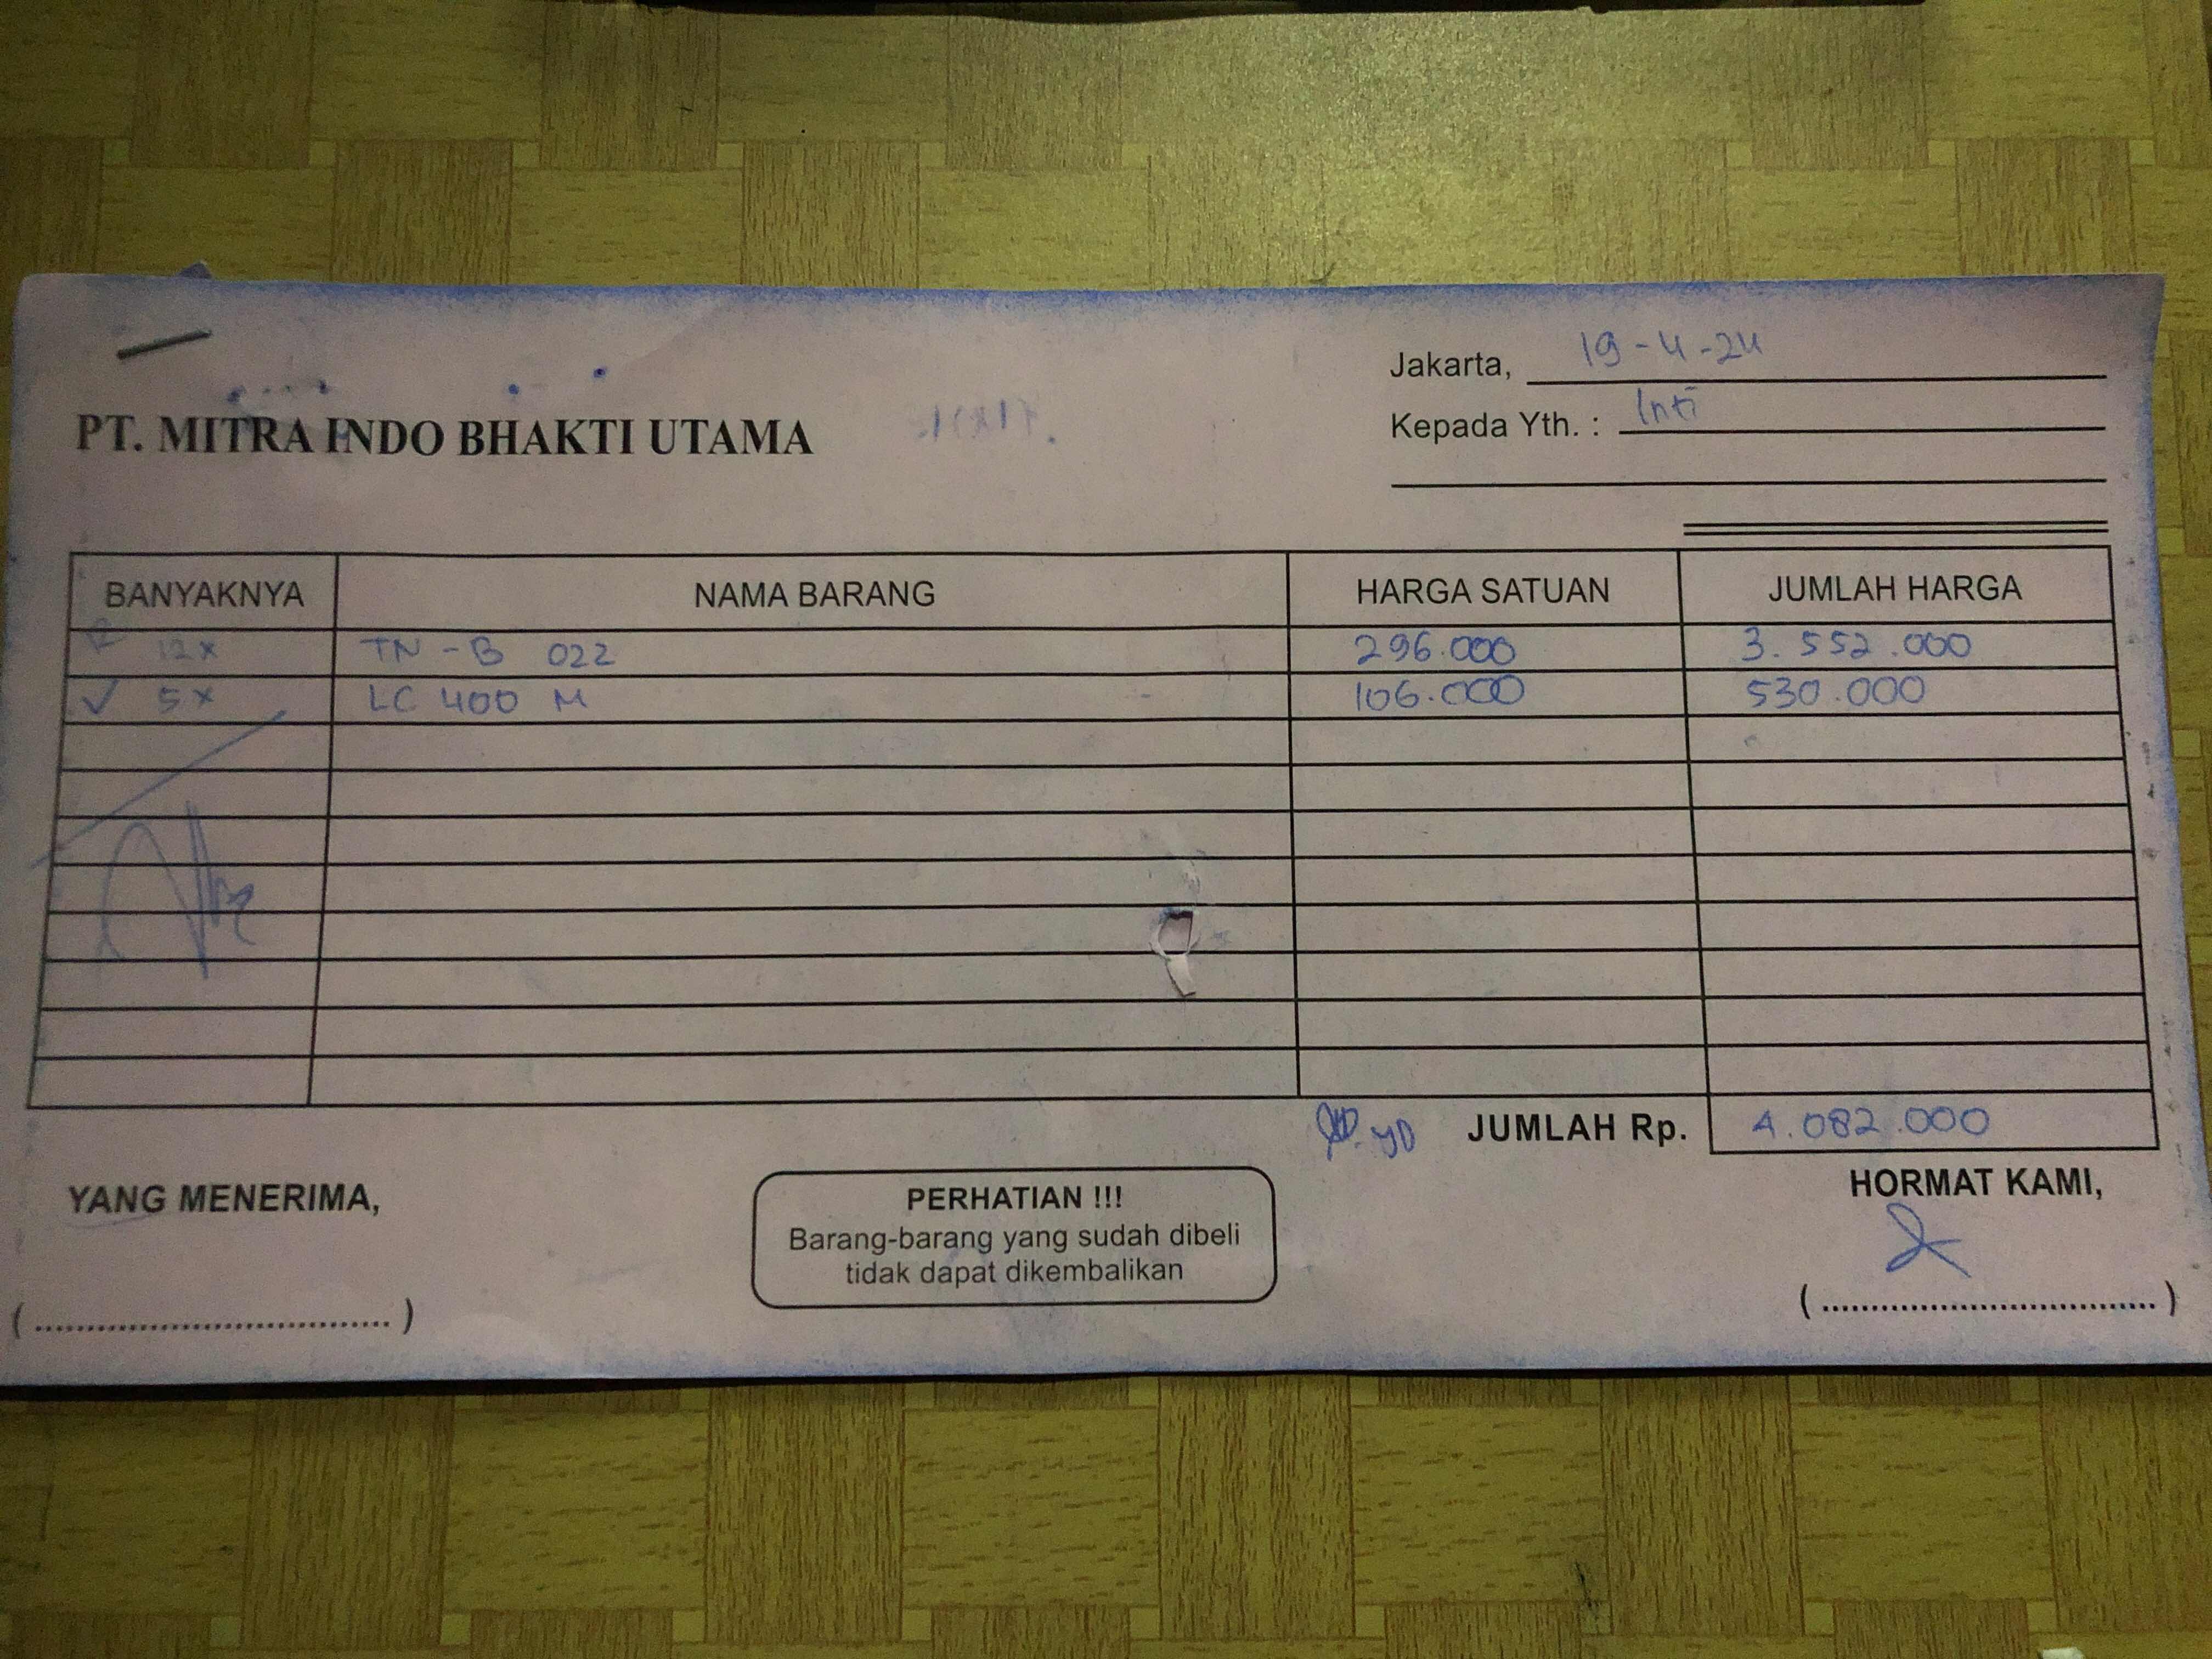 Jakarta, 19-4-24
PT. MITRA INDO BHAKTI UTAMA
Kepada Yth. : Inti
BANYAKNYA NAMA BARANG HARGA SATUAN JUMLAH HARGA
12x TN-B 022 296.000 3.552.000
✓ 5x LC 400 M 106.000 530.000
JUMLAH Rp. 4.082.000
YANG MENERIMA,
PERHATIAN !!!
Barang-barang yang sudah dibeli
tidak dapat dikembalikan
HORMAT KAMI,
(....................................)
(....................................)